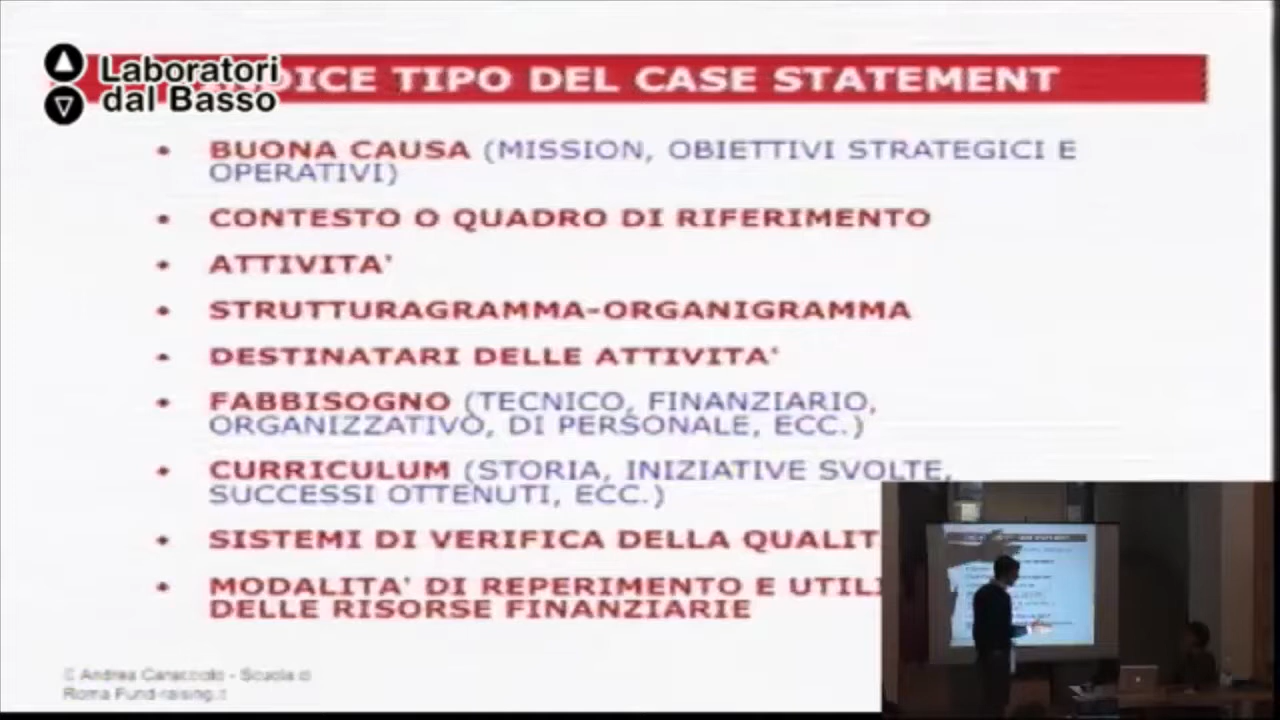 Laboratori
dal Basso
TIPO DEL CASE STATEMENT
• BUONA CAUSA (MISSION, OBIETTIVI STRATEGICI E
OPERATIVI)
• CONTESTO O QUADRO DI RIFERIMENTO
• ATTIVITA'
• STRUTTURAGRAMMA-ORGANIGRAMMA
• DESTINATARI DELLE ATTIVITA'
• FABBISOGNO (TECNICO, FINANZIARIO,
ORGANIZZATIVO, DI PERSONALE, ECC.)
• CURRICULUM (STORIA, INIZIATIVE SVOLTE,
SUCCESSI OTTENUTI, ECC.)
• SISTEMI DI VERIFICA DELLA
• MODALITA' DI REPERIMENTO E
DELLE RISORSE FINANZIARIE
© Andrea Caracciolo - Scuola di
Roma Fund-raising.it